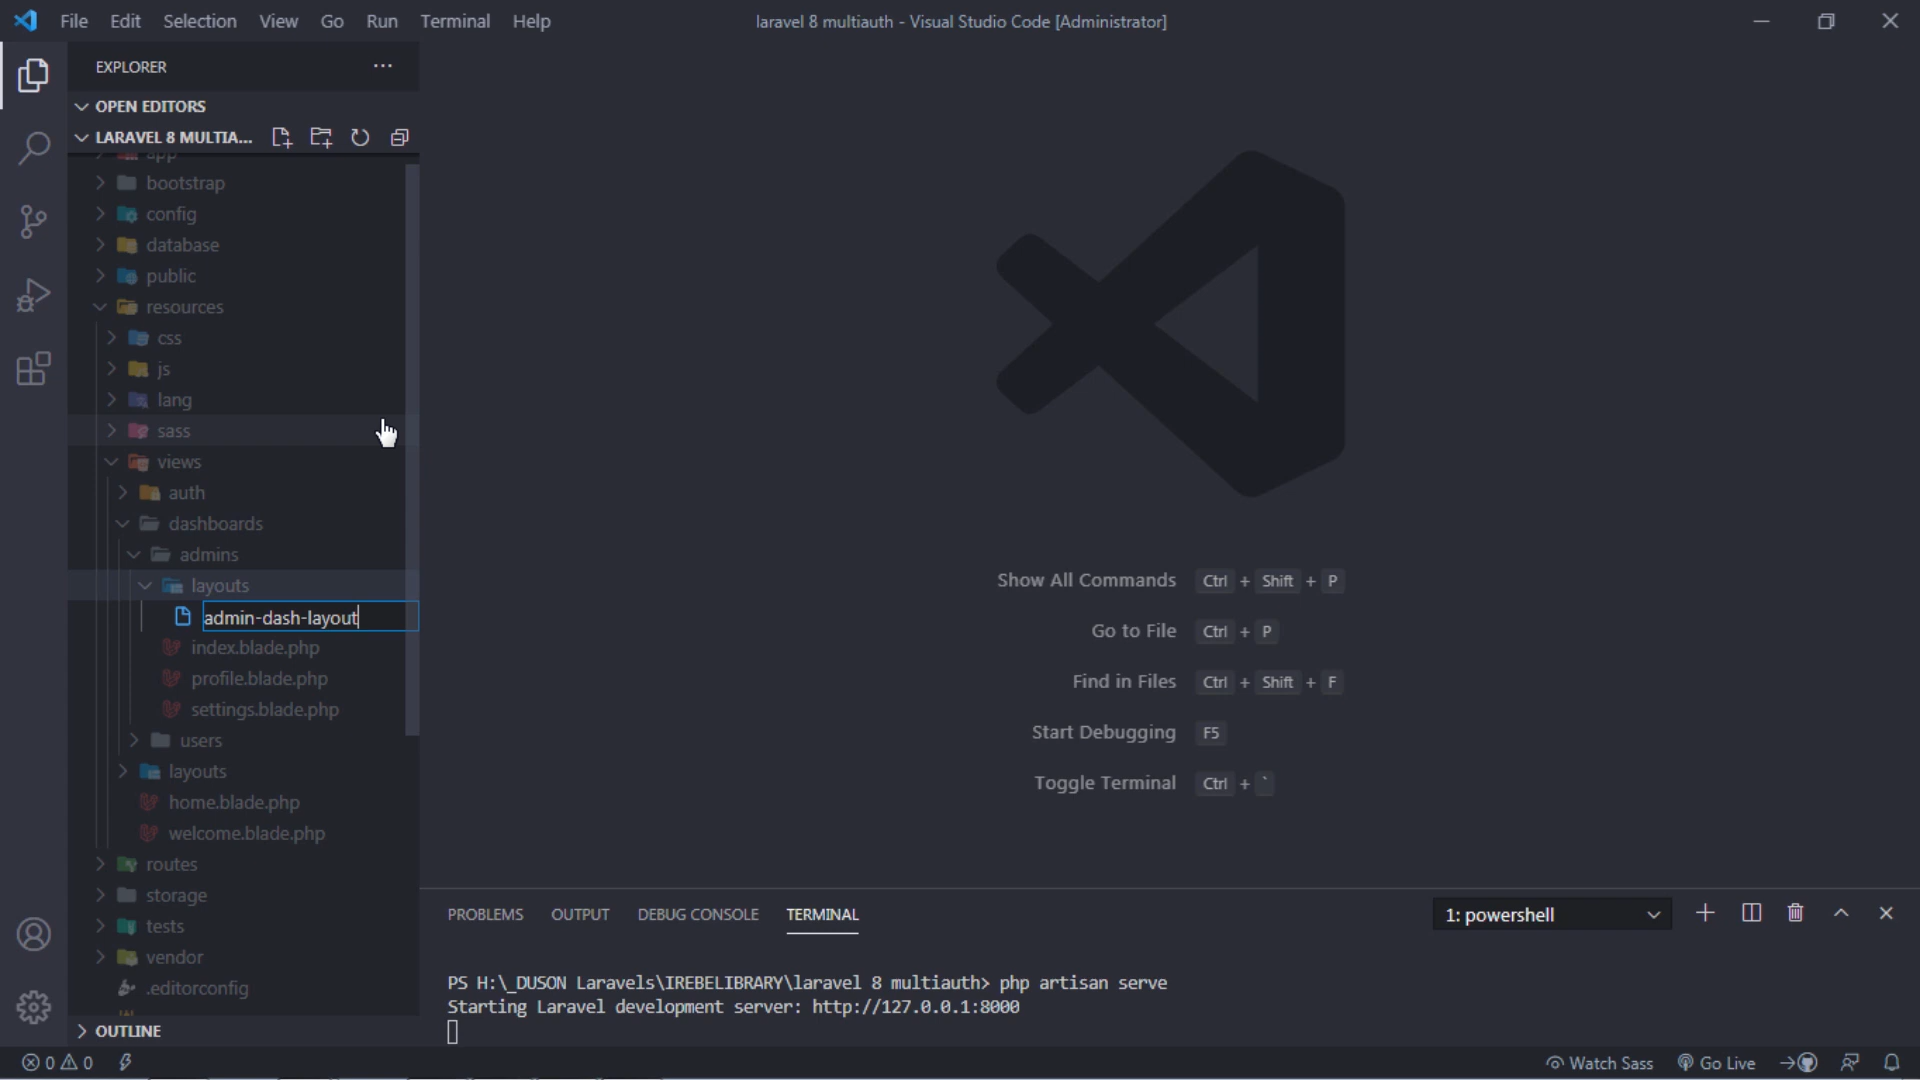 File Edit Selection View Go Run Terminal Help
laravel 8 multiauth - Visual Studio Code [Administrator]
EXPLORER
OPEN EDITORS
LARAVEL 8 MULTIA...
app
bootstrap
config
database
public
resources
css
js
lang
sass
views
auth
dashboards
admins
layouts
admin-dash-layout
index.blade.php
profile.blade.php
settings.blade.php
users
layouts
home.blade.php
welcome.blade.php
routes
storage
tests
vendor
.editorconfig
OUTLINE
Show All Commands Ctrl + Shift + P
Go to File Ctrl + P
Find in Files Ctrl + Shift + F
Start Debugging F5
Toggle Terminal Ctrl + `
PROBLEMS OUTPUT DEBUG CONSOLE TERMINAL
1: powershell
PS H:\_DUSON Laravels\IREBELIBRARY\laravel 8 multiauth> php artisan serve
Starting Laravel development server: http://127.0.0.1:8000
0 0
Watch Sass Go Live